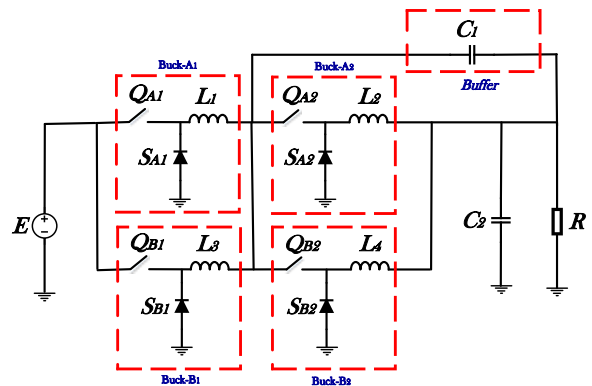 C1
Buck-A1
Buck-A2
Buffer
QA1
L1
QA2
L2
SA1
SA2
E
+
−
QB1
L3
QB2
L4
C2
R
SB1
SB2
Buck-B1
Buck-B2